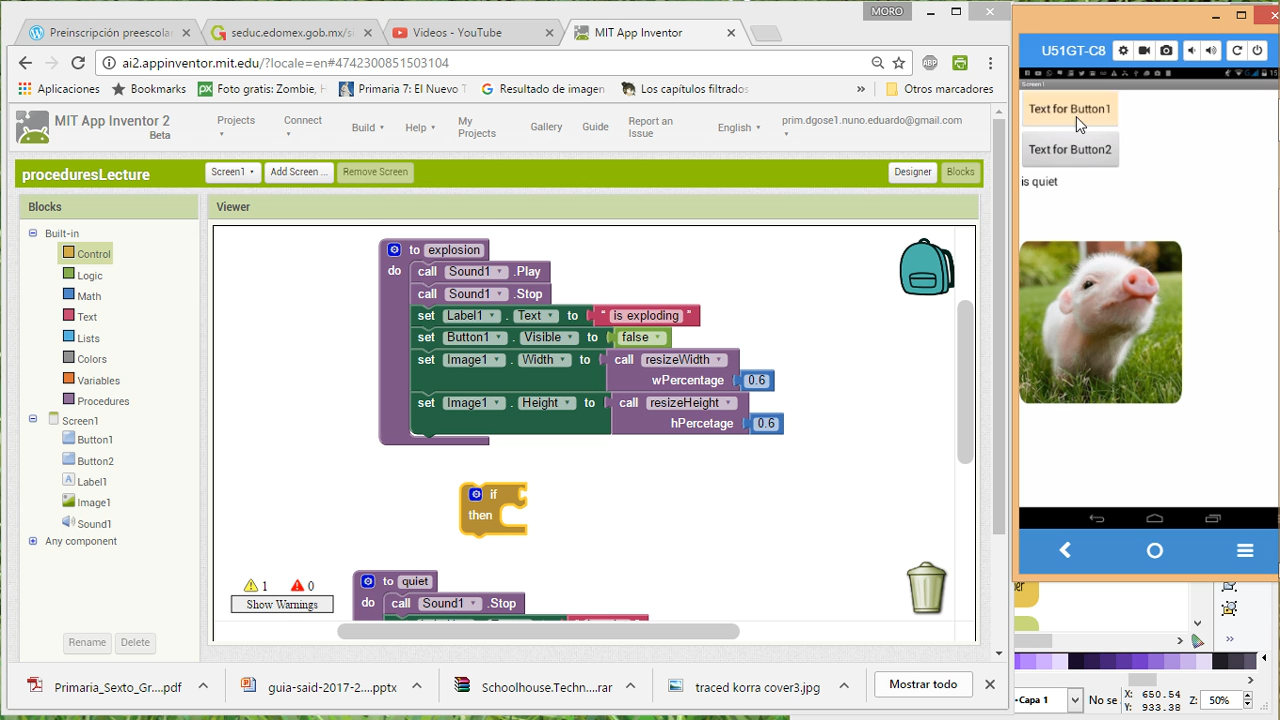 MORO
Preinscripción preescolar
seduc.edomex.gob.mx/s
Videos - YouTube
MIT App Inventor
ai2.appinventor.mit.edu/?locale=en#4742300851503104
ABP
Aplicaciones
Bookmarks
Foto gratis: Zombie, F
Primaria 7: El Nuevo T
Resultado de imag
Los capítulos filtrados
»
Otros marcadores
MIT App Inventor 2
Beta
Projects
Connect
Build
Help
My
Projects
Gallery
Guide
Report an
Issue
English
prim.dgose1.nuno.eduardo@gmail.com
proceduresLecture
Screen1
Add Screen ...
Remove Screen
Designer
Blocks
Blocks
Viewer
Built-in
Control
Logic
Math
Text
Lists
Colors
Variables
Procedures
Screen1
Button1
Button2
Label1
Image1
Sound1
Any component
Rename
Delete
to explosion
do call Sound1 .Play
call Sound1 .Stop
set Label1 . Text to " is exploding "
set Button1 . Visible to false
set Image1 . Width to call resizeWidth
wPercentage 0.6
set Image1 . Height to call resizeHeight
hPercetage 0.6
if
then
to quiet
do call Sound1 .Stop
1 0
Show Warnings
U51GT-C8
Screen1
Text for Button1
Text for Button2
is quiet
Primaria_Sexto_Gr....pdf
guia-said-2017-2....pptx
Schoolhouse.Techn....rar
traced korra cover3.jpg
Mostrar todo
Capa 1
No se
X: 650.54
Y: 933.38
Z: 50%